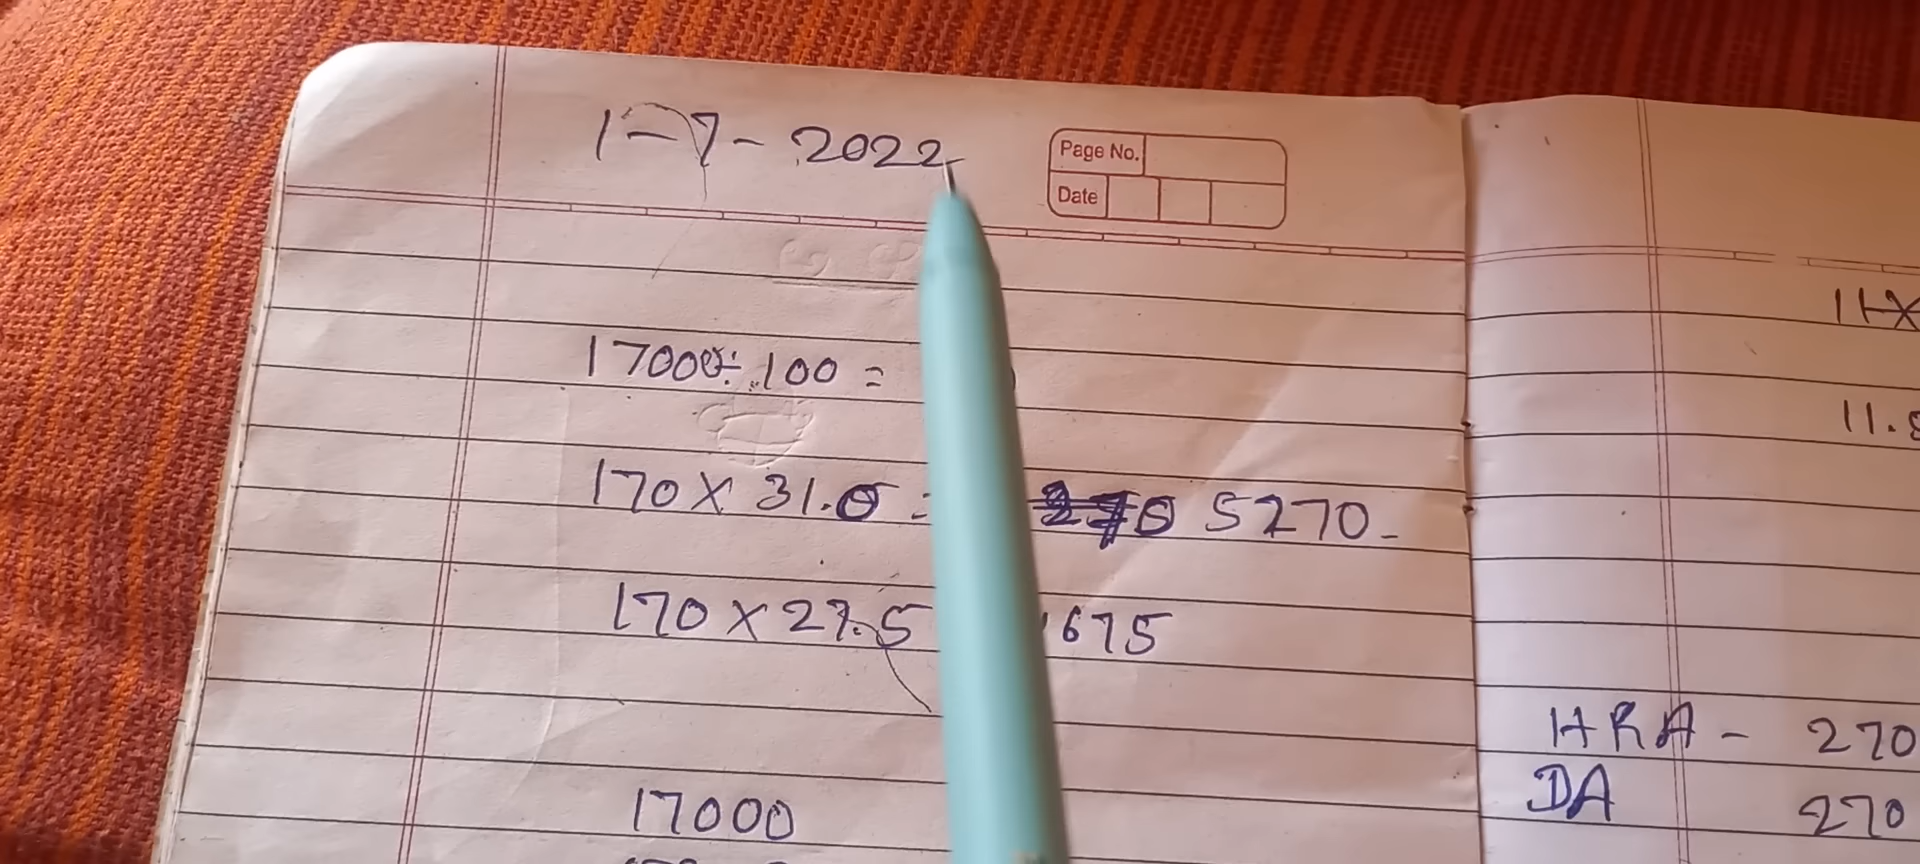 1-7-2022
Page No.
Date
17000÷100 =
170 X 31.0 = 5270-
170 X 27.5 675
17000
11.
HRA - 270
DA 270